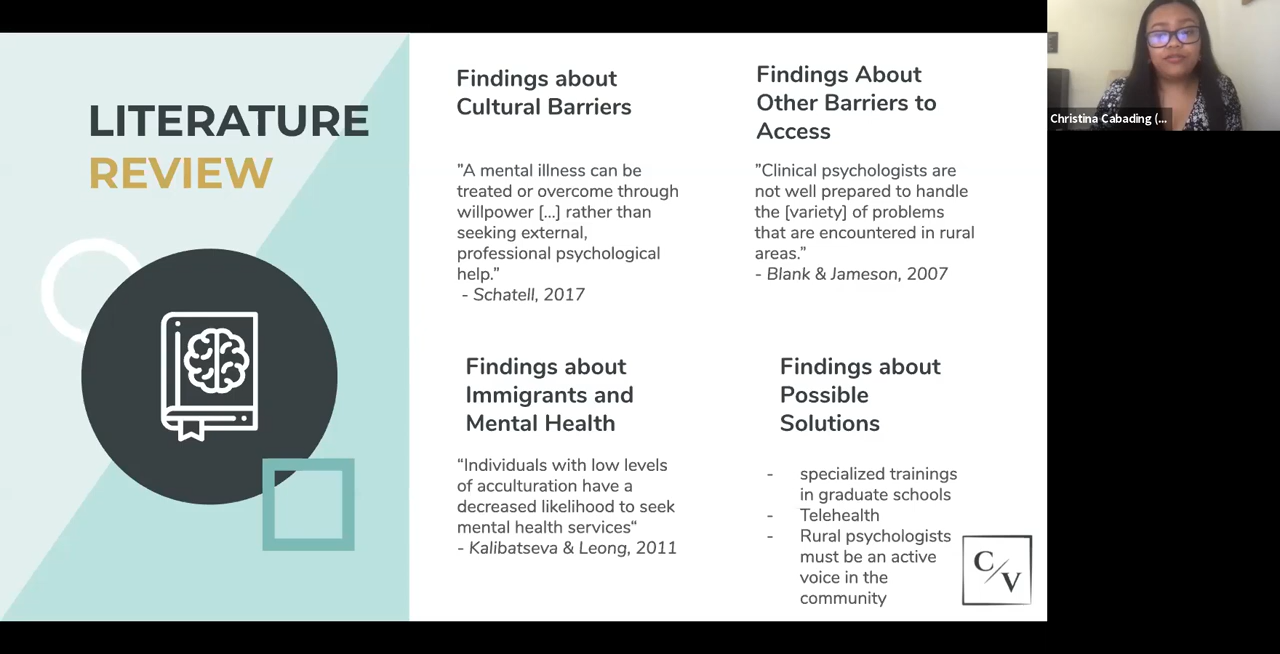 LITERATURE
REVIEW
Findings about
Cultural Barriers
"A mental illness can be
treated or overcome through
willpower [...] rather than
seeking external,
professional psychological
help."
- Schatell, 2017
Findings About
Other Barriers to
Access
"Clinical psychologists are
not well prepared to handle
the [variety] of problems
that are encountered in rural
areas."
- Blank & Jameson, 2007
Findings about
Immigrants and
Mental Health
“Individuals with low levels
of acculturation have a
decreased likelihood to seek
mental health services“
- Kalibatseva & Leong, 2011
Findings about
Possible
Solutions
- specialized trainings
in graduate schools
- Telehealth
- Rural psychologists
must be an active
voice in the
community
C/V
Christina Cabading (...